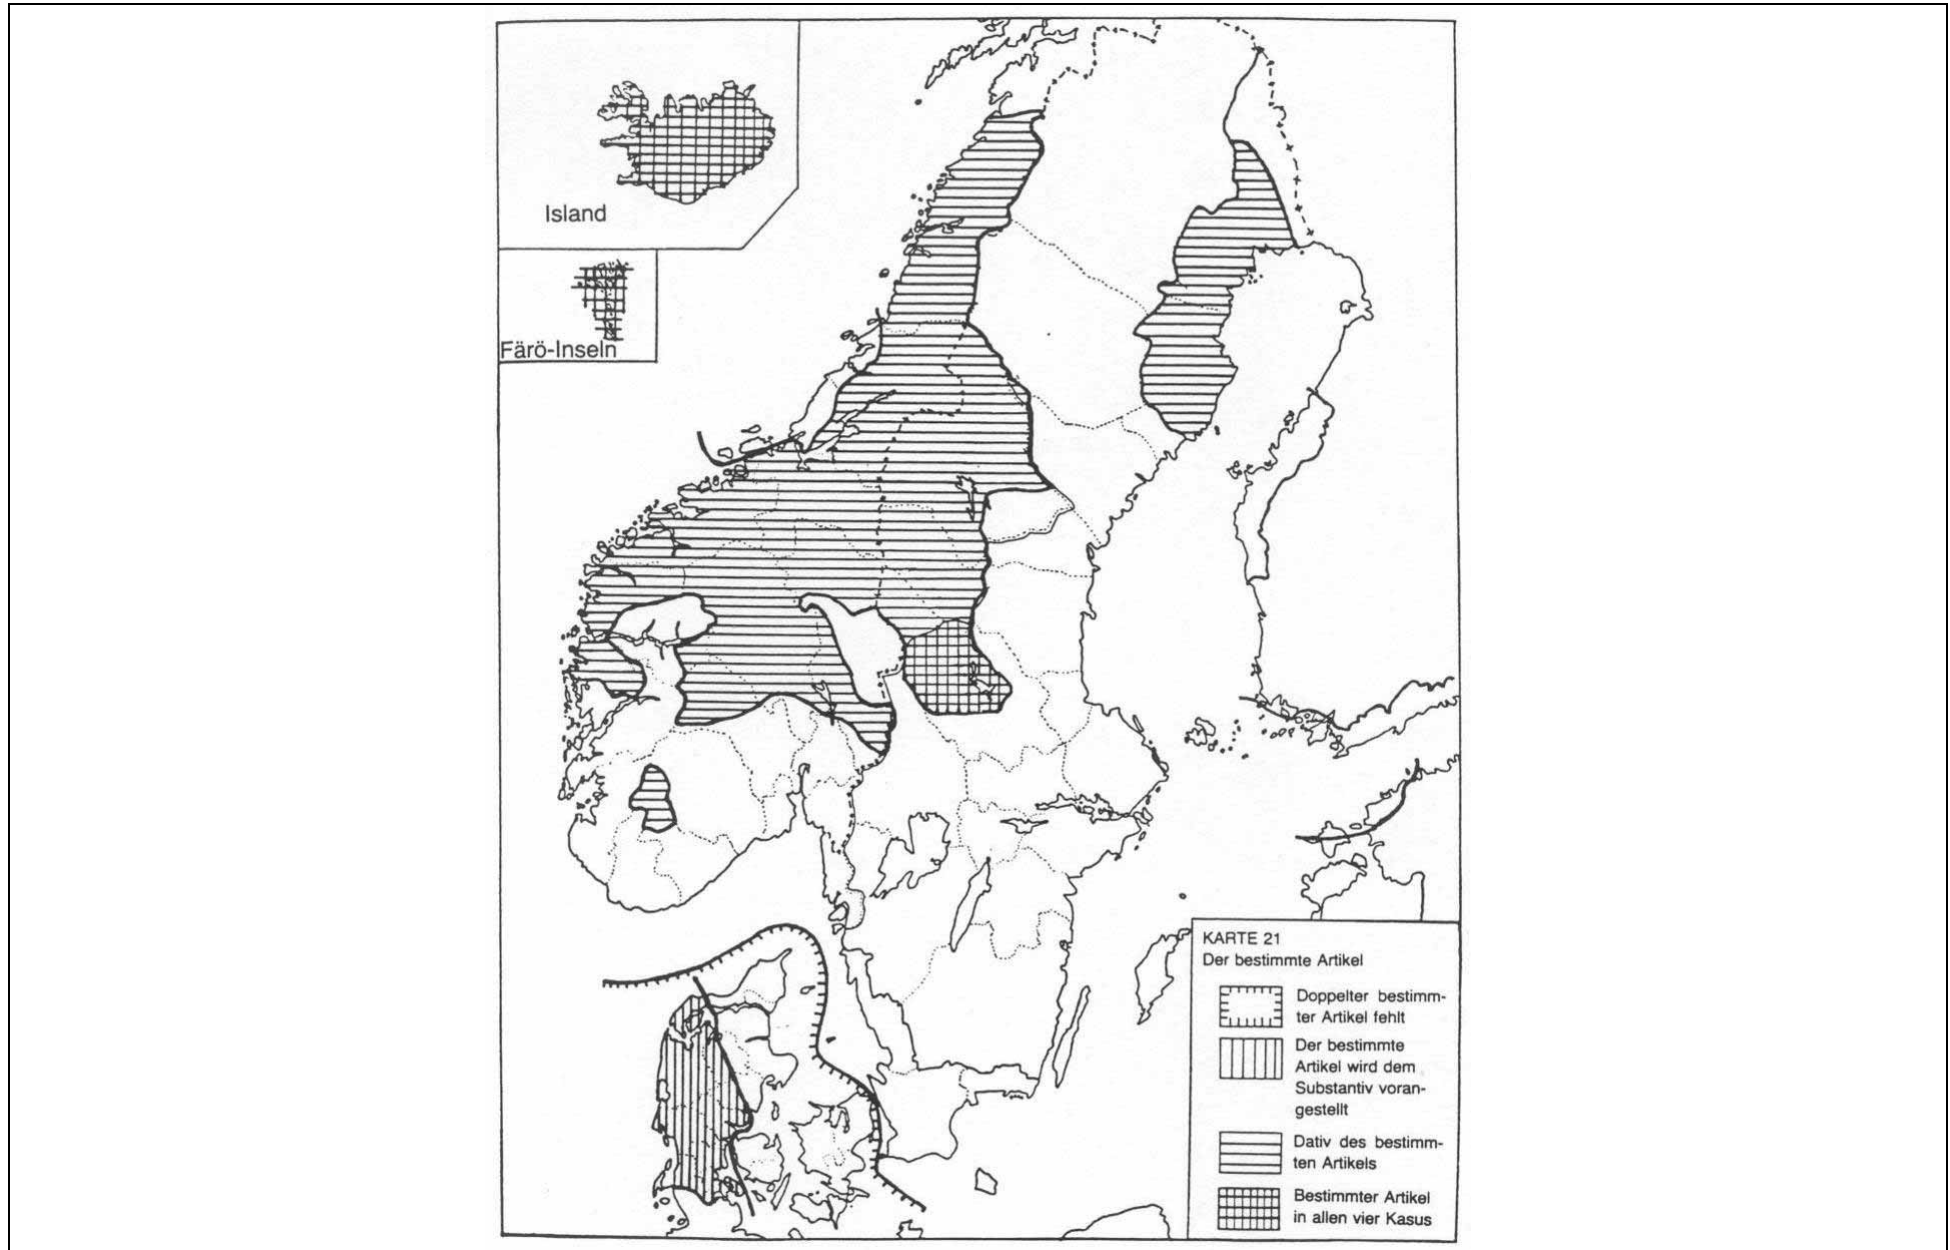 Island
Färö-Inseln
KARTE 21
Der bestimmte Artikel
Doppelter bestimm-
ter Artikel fehlt
Der bestimmte
Artikel wird dem
Substantiv voran-
gestellt
Dativ des bestimm-
ten Artikels
Bestimmter Artikel
in allen vier Kasus